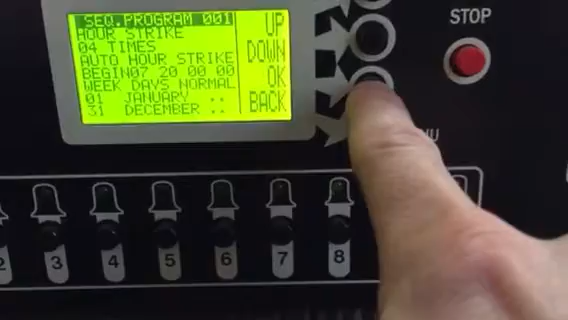 SEQ.PROGRAM 001
HOUR STRIKE
04 TIMES
AUTO HOUR STRIKE
BEGIN07 20 00 00
WEEK DAYS NORMAL
01 JANUARY ::
31 DECEMBER ::
UP
DOWN
OK
BACK
STOP
2
3
4
5
6
7
8